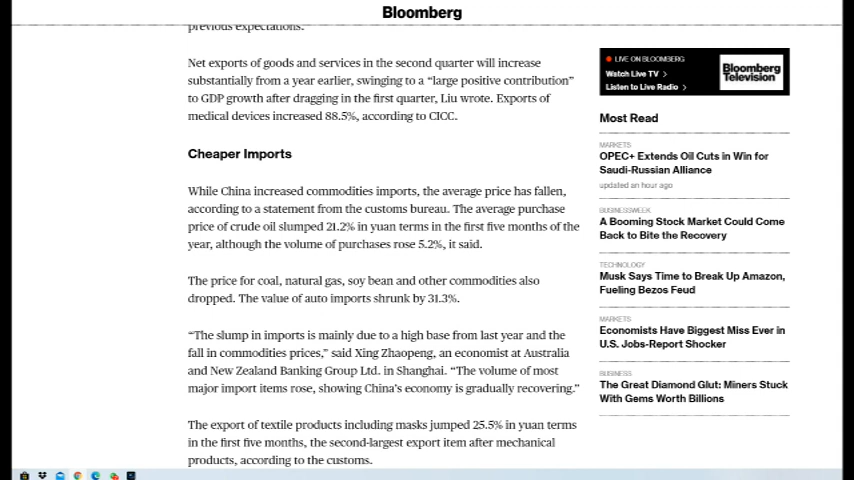 Bloomberg
previous expectations.
Net exports of goods and services in the second quarter will increase
substantially from a year earlier, swinging to a “large positive contribution”
to GDP growth after dragging in the first quarter, Liu wrote. Exports of
medical devices increased 88.5%, according to CICC.
Cheaper Imports
While China increased commodities imports, the average price has fallen,
according to a statement from the customs bureau. The average purchase
price of crude oil slumped 21.2% in yuan terms in the first five months of the
year, although the volume of purchases rose 5.2%, it said.
The price for coal, natural gas, soy bean and other commodities also
dropped. The value of auto imports shrunk by 31.3%.
“The slump in imports is mainly due to a high base from last year and the
fall in commodities prices,” said Xing Zhaopeng, an economist at Australia
and New Zealand Banking Group Ltd. in Shanghai. “The volume of most
major import items rose, showing China’s economy is gradually recovering.”
The export of textile products including masks jumped 25.5% in yuan terms
in the first five months, the second-largest export item after mechanical
products, according to the customs.
LIVE ON BLOOMBERG
Watch Live TV >
Listen to Live Radio >
Bloomberg
Television
Most Read
MARKETS
OPEC+ Extends Oil Cuts in Win for
Saudi-Russian Alliance
updated an hour ago
BUSINESSWEEK
A Booming Stock Market Could Come
Back to Bite the Recovery
TECHNOLOGY
Musk Says Time to Break Up Amazon,
Fueling Bezos Feud
MARKETS
Economists Have Biggest Miss Ever in
U.S. Jobs-Report Shocker
BUSINESS
The Great Diamond Glut: Miners Stuck
With Gems Worth Billions